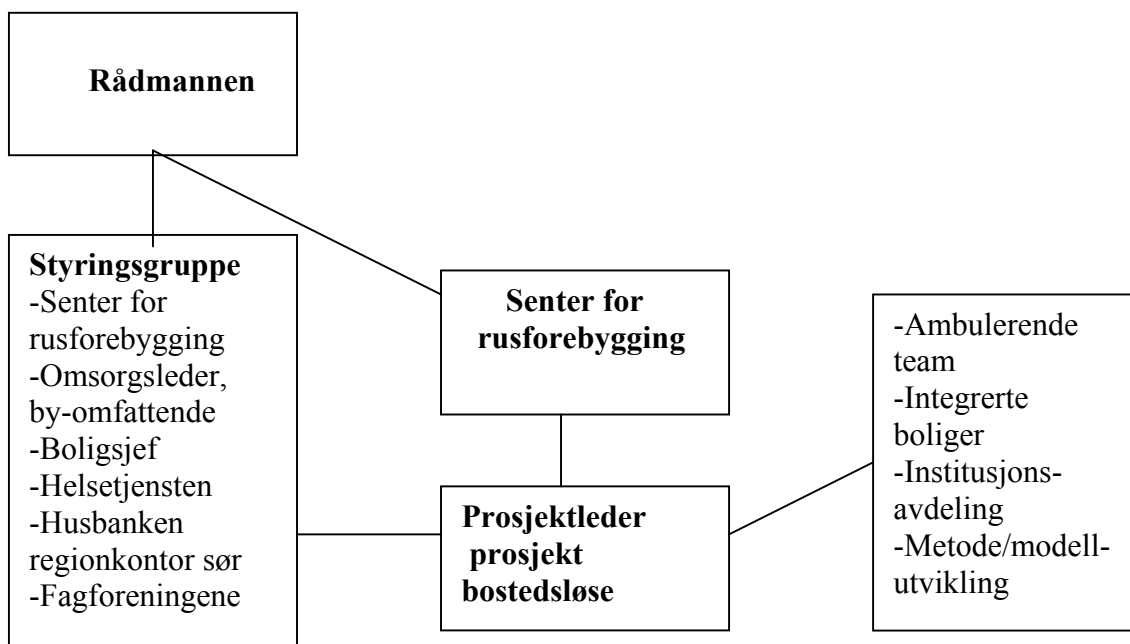 Rådmannen
Styringsgruppe
-Senter for
rusforebygging
-Omsorgsleder,
by-omfattende
-Boligsjef
-Helsetjensten
-Husbanken
regionkontor sør
-Fagforeningene
Senter for
rusforebygging
Prosjektleder
prosjekt
bostedsløse
-Ambulerende
team
-Integrerte
boliger
-Institusjons-
avdeling
-Metode/modell-
utvikling